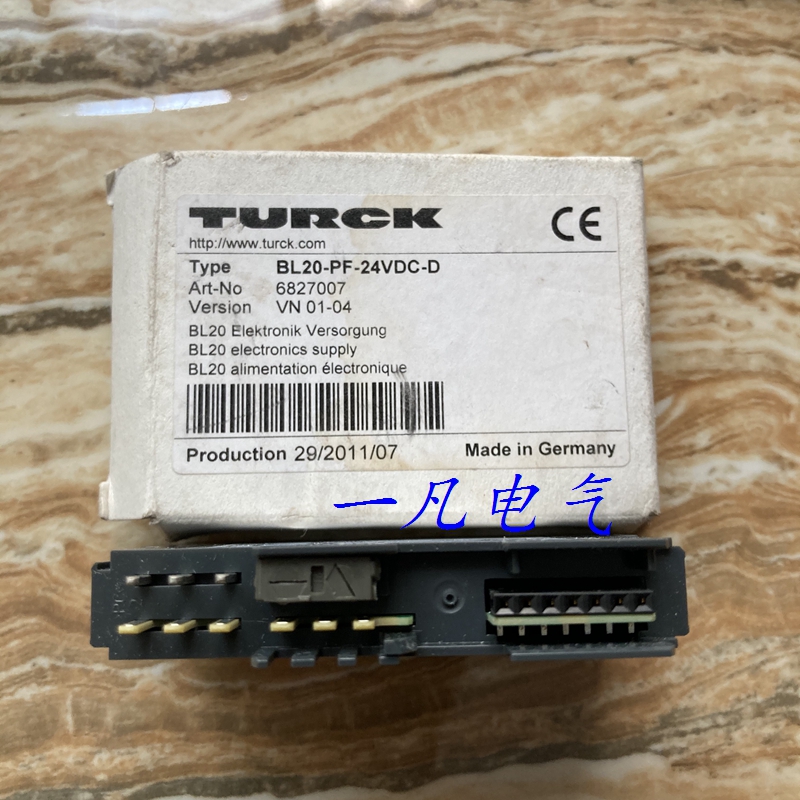 TURCK
CE
http://www.turck.com
Type BL20-PF-24VDC-D
Art-No 6827007
Version VN 01-04
BL20 Elektronik Versorgung
BL20 electronics supply
BL20 alimentation électronique
Production 29/2011/07 Made in Germany
一凡电气